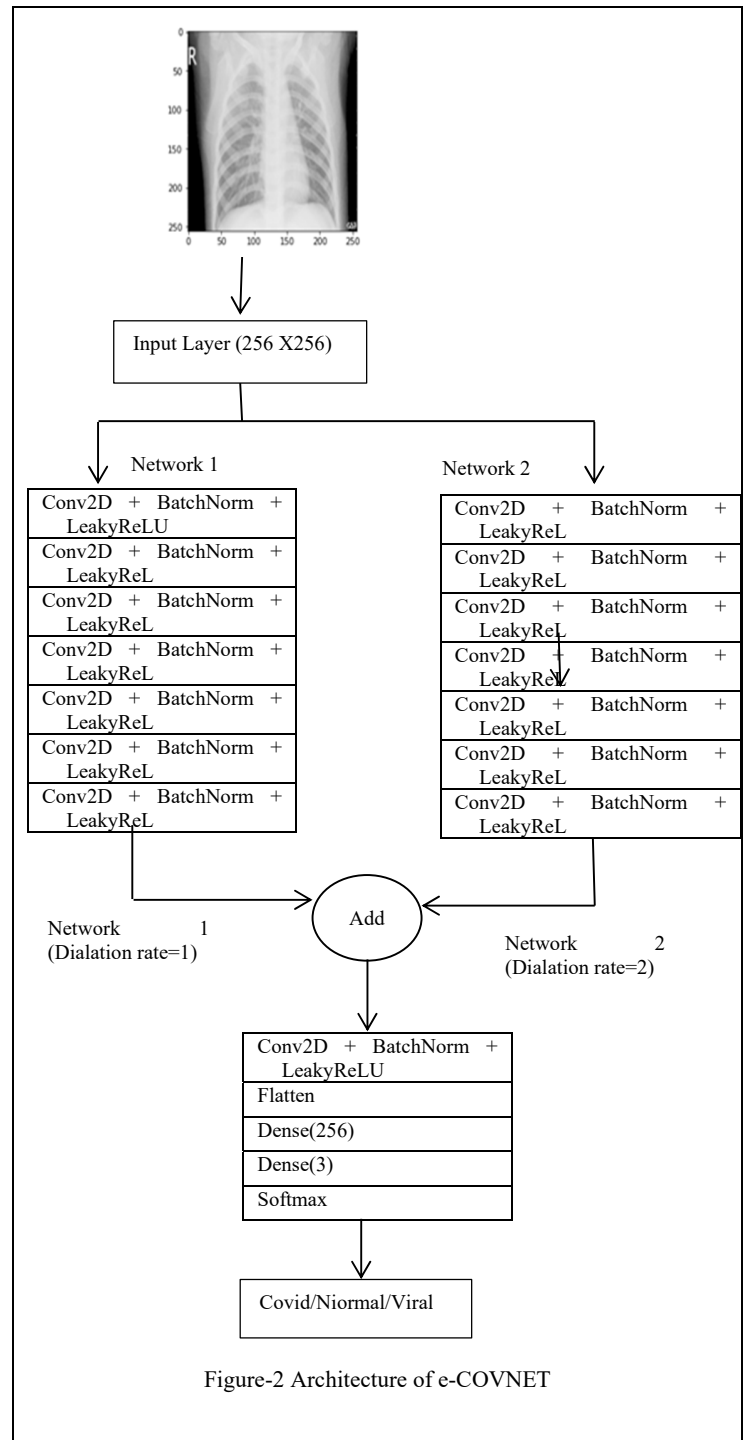 R
0
50
100
150
200
250
0 50 100 150 200 250
Input Layer (256 X256)
Network 1
Conv2D + BatchNorm +
LeakyReLU
Conv2D + BatchNorm +
LeakyReL
Conv2D + BatchNorm +
LeakyReL
Conv2D + BatchNorm +
LeakyReL
Conv2D + BatchNorm +
LeakyReL
Conv2D + BatchNorm +
LeakyReL
Conv2D + BatchNorm +
LeakyReL
Network 2
Conv2D + BatchNorm +
LeakyReL
Conv2D + BatchNorm +
LeakyReL
Conv2D + BatchNorm +
LeakyReL
Conv2D + BatchNorm +
LeakyReL
Conv2D + BatchNorm +
LeakyReL
Conv2D + BatchNorm +
LeakyReL
Conv2D + BatchNorm +
LeakyReL
Add
Network 1
(Dialation rate=1)
Network 2
(Dialation rate=2)
Conv2D + BatchNorm +
LeakyReLU
Flatten
Dense(256)
Dense(3)
Softmax
Covid/Niormal/Viral
Figure-2 Architecture of e-COVNET